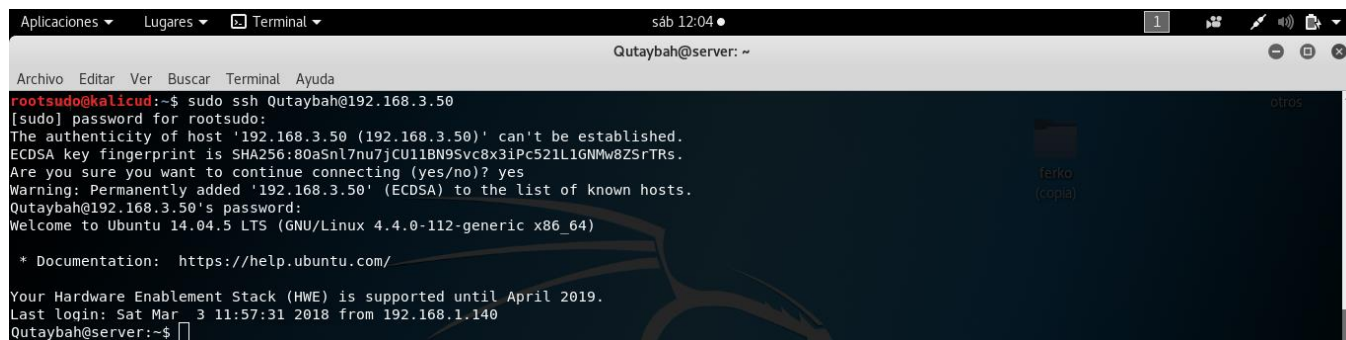 Aplicaciones Lugares Terminal sáb 12:04 1
Qutaybah@server: ~
Archivo Editar Ver Buscar Terminal Ayuda
rootsudo@kalicud:~$ sudo ssh Qutaybah@192.168.3.50
[sudo] password for rootsudo:
The authenticity of host '192.168.3.50 (192.168.3.50)' can't be established.
ECDSA key fingerprint is SHA256:8OaSnl7nu7jCU11BN9Svc8x3iPc521L1GNMw8ZSrTRs.
Are you sure you want to continue connecting (yes/no)? yes
Warning: Permanently added '192.168.3.50' (ECDSA) to the list of known hosts.
Qutaybah@192.168.3.50's password:
Welcome to Ubuntu 14.04.5 LTS (GNU/Linux 4.4.0-112-generic x86_64)
* Documentation: https://help.ubuntu.com/
Your Hardware Enablement Stack (HWE) is supported until April 2019.
Last login: Sat Mar 3 11:57:31 2018 from 192.168.1.140
Qutaybah@server:~$
otros
ferko
(copia)